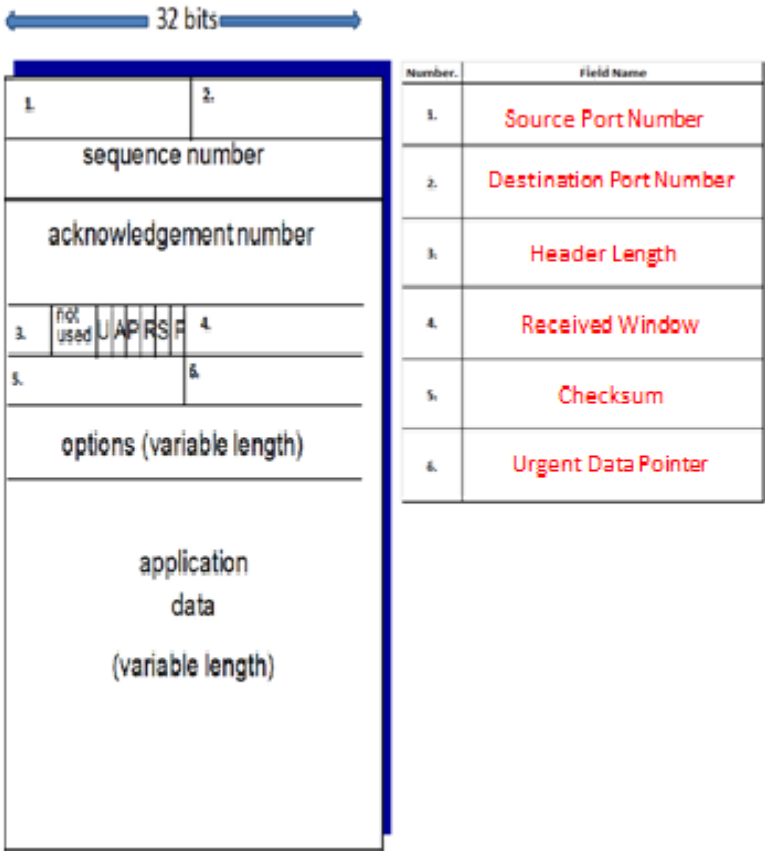 32 bits
1.
2.
sequence number
acknowledgement number
3.
not
used
U A P R S F
4.
5.
6.
options (variable length)
application
data
(variable length)
Number. Field Name
1. Source Port Number
2. Destination Port Number
3. Header Length
4. Received Window
5. Checksum
6. Urgent Data Pointer